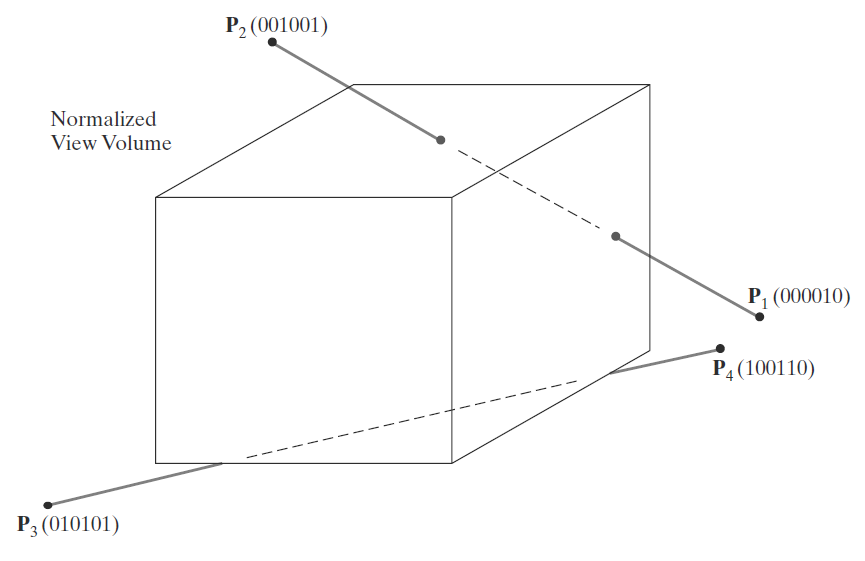 P2 (001001)
Normalized
View Volume
P1 (000010)
P4 (100110)
P3 (010101)